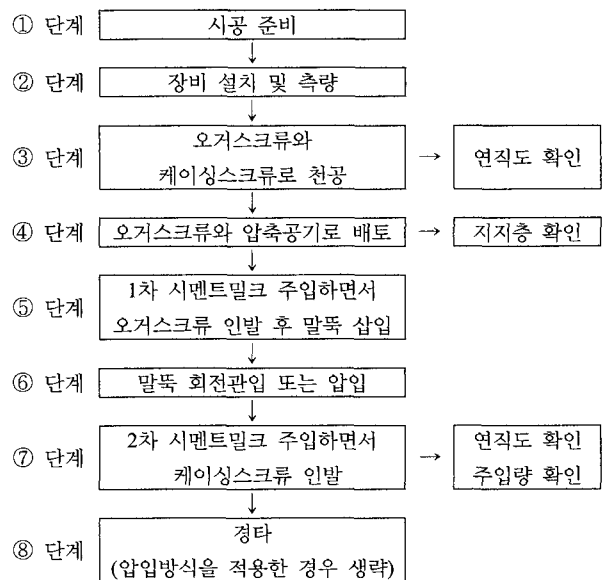 ① 단계
시공 준비
② 단계
장비 설치 및 측량
③ 단계
오거스크류와
케이싱스크류로 천공
→
연직도 확인
④ 단계
오거스크류와 압축공기로 배토
→
지지층 확인
⑤ 단계
1차 시멘트밀크 주입하면서
오거스크류 인발 후 말뚝 삽입
⑥ 단계
말뚝 회전관입 또는 압입
⑦ 단계
2차 시멘트밀크 주입하면서
케이싱스크류 인발
→
연직도 확인
주입량 확인
⑧ 단계
경타
(압입방식을 적용한 경우 생략)